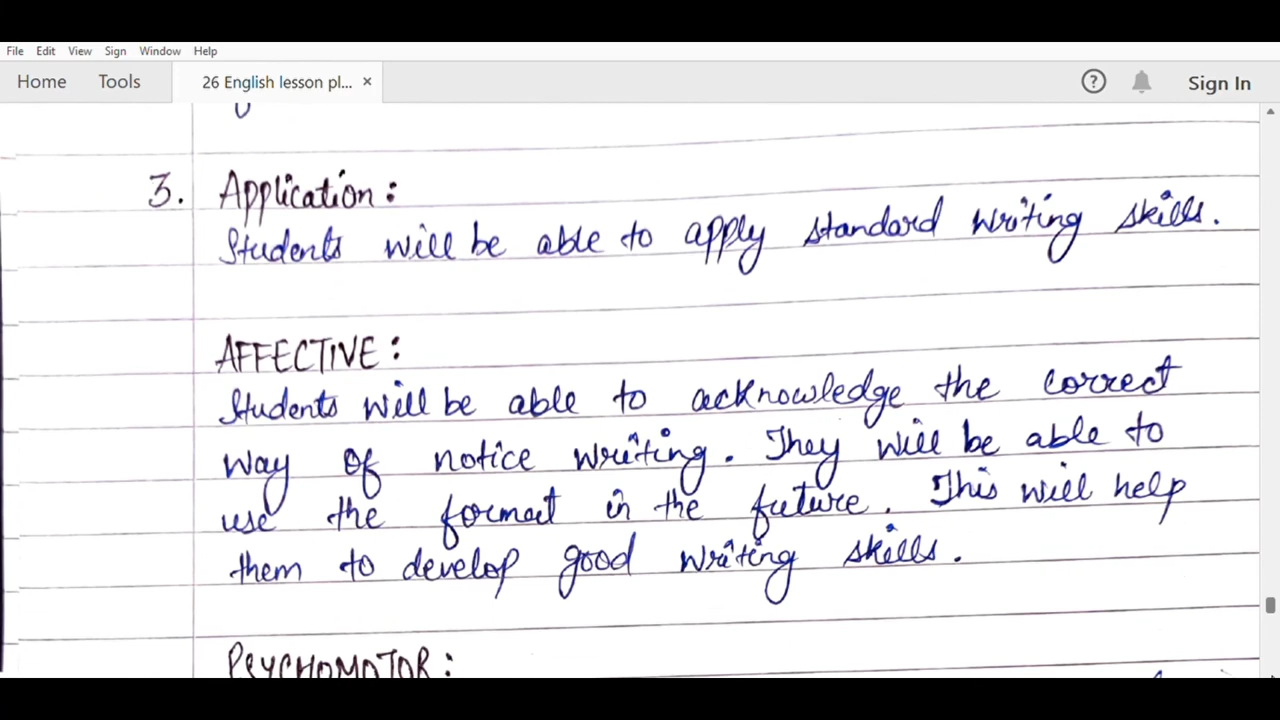 File Edit View Sign Window Help
Home Tools 26 English lesson pl... × ? Sign In
3. Application:
Students will be able to apply standard writing skills.
AFFECTIVE:
Students will be able to acknowledge the correct
way of notice writing. They will be able to
use the format in the future. This will help
them to develop good writing skills.
PSYCHOMOTOR: